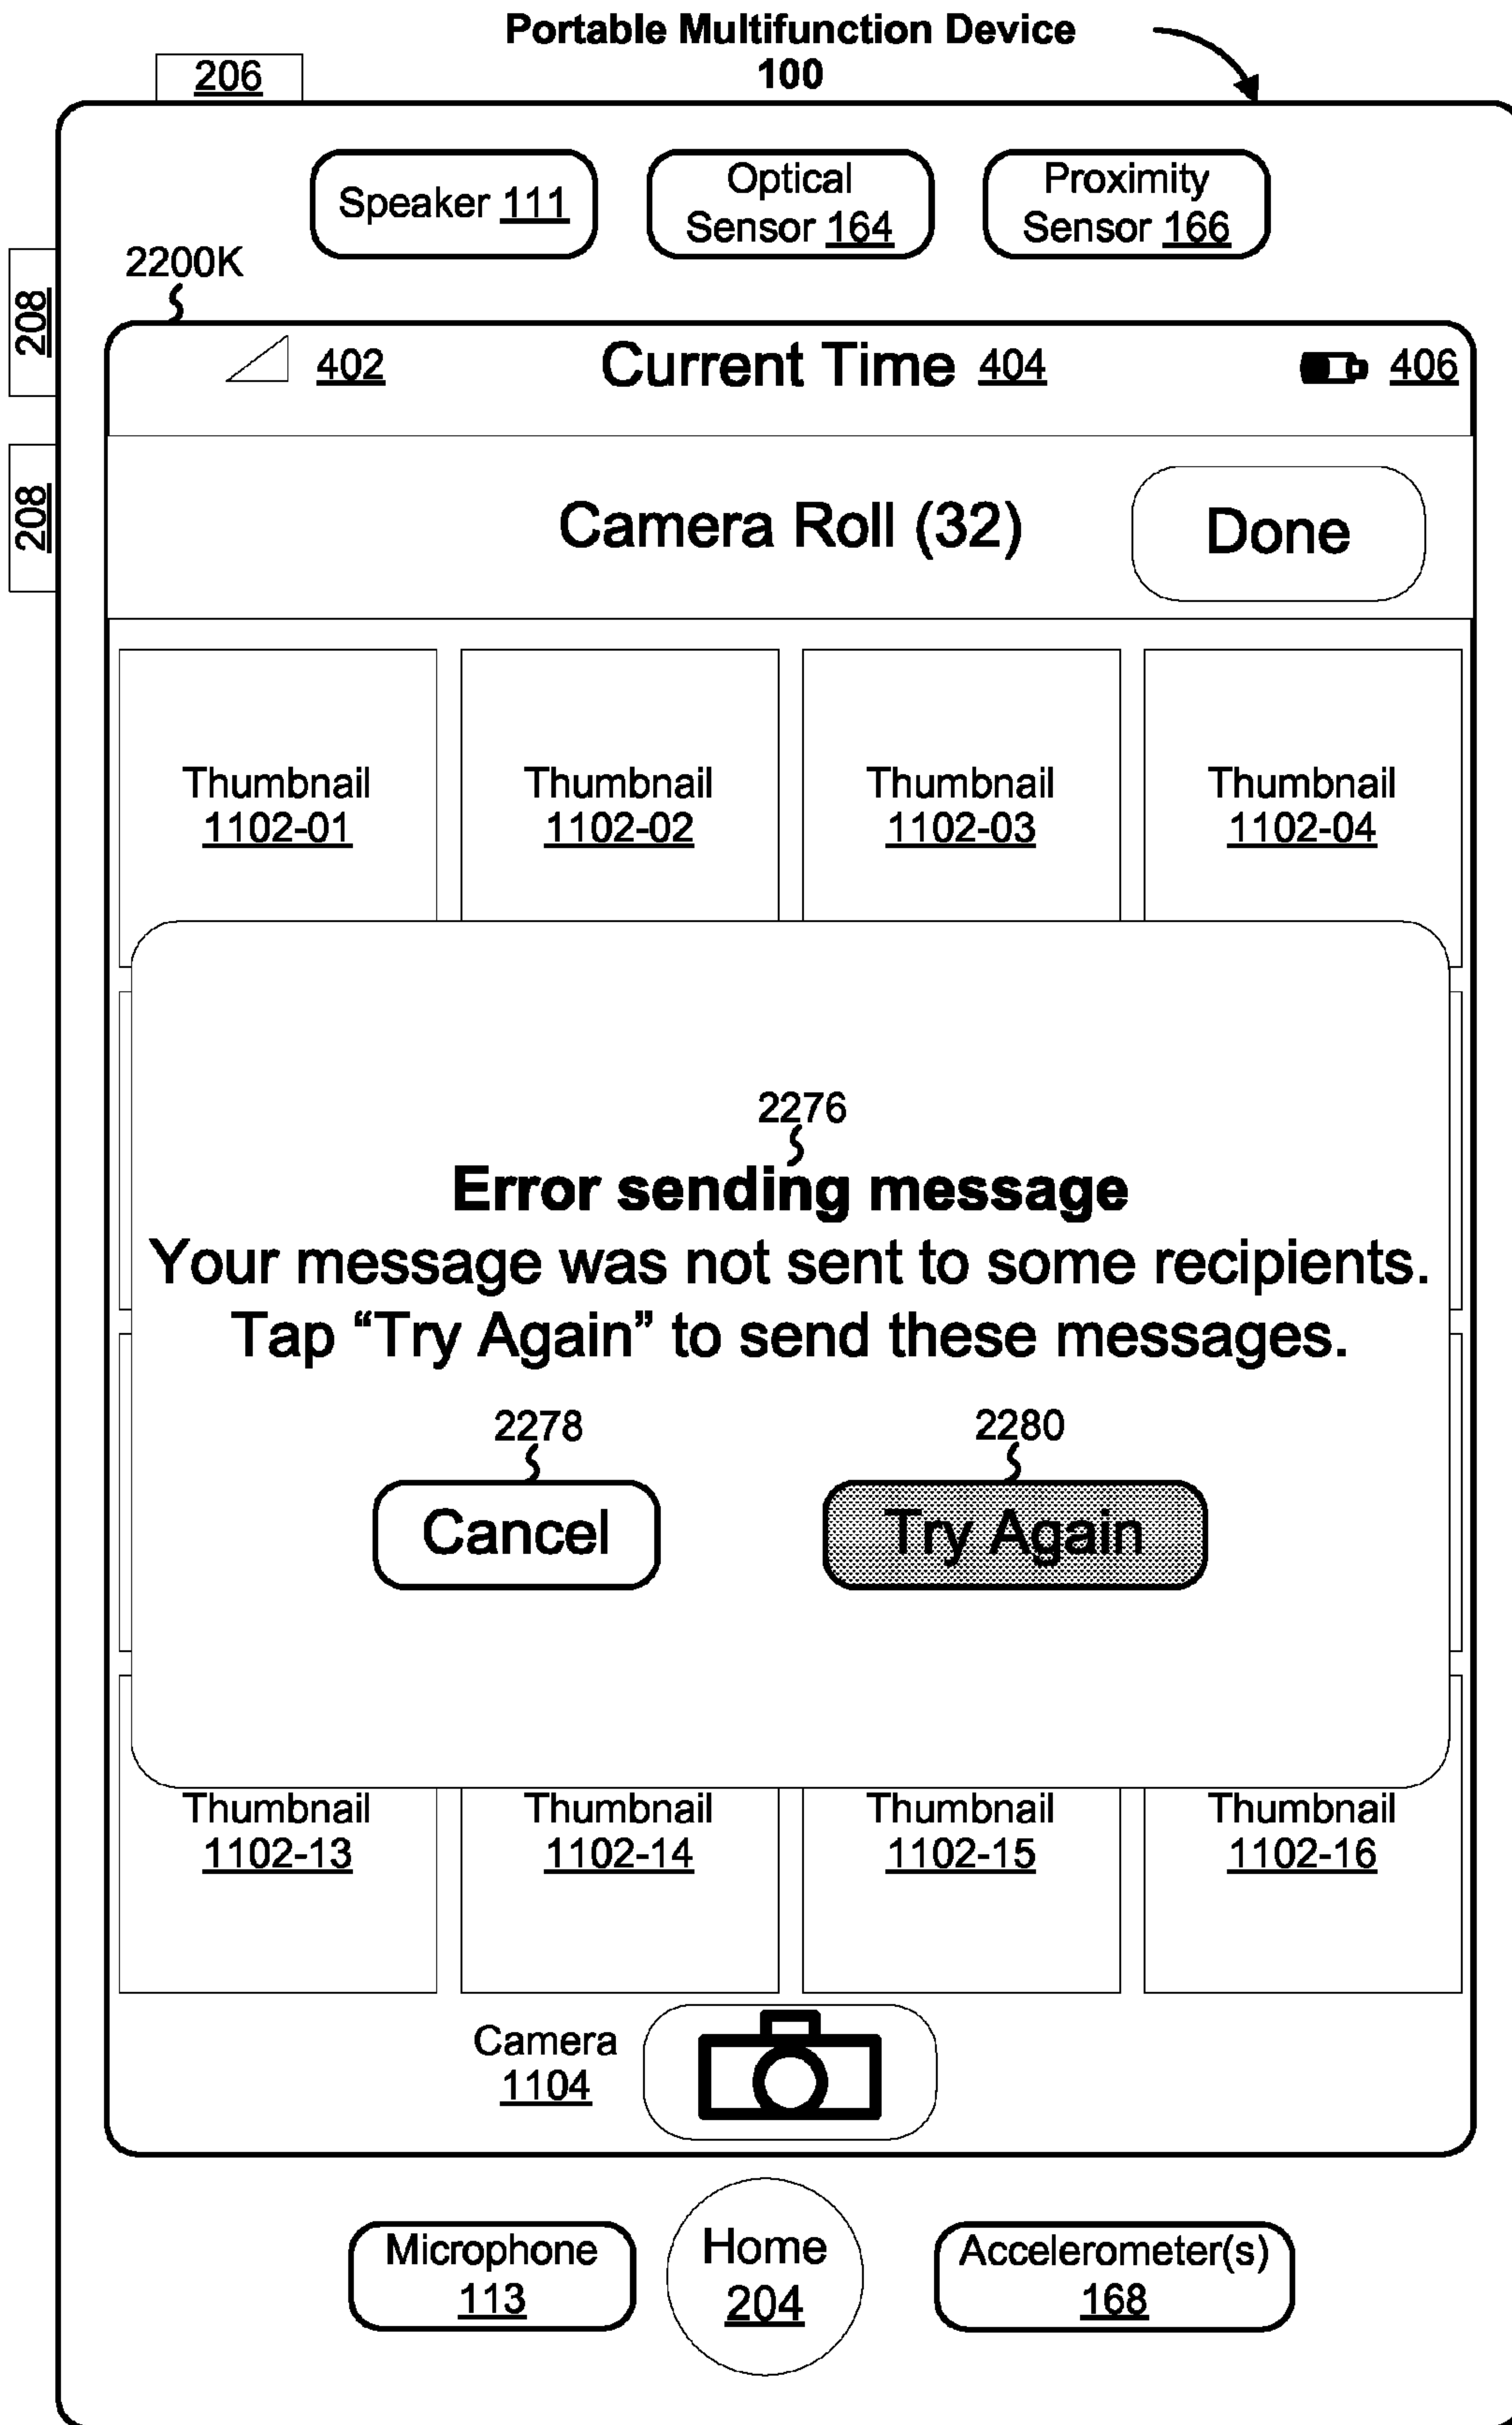 Portable Multifunction Device
100
206
Speaker 111
Optical
Sensor 164
Proximity
Sensor 166
2200K
208
208
402
Current Time 404
406
Camera Roll (32)
Done
Thumbnail
1102-01
Thumbnail
1102-02
Thumbnail
1102-03
Thumbnail
1102-04
2276
Error sending message
Your message was not sent to some recipients.
Tap “Try Again” to send these messages.
2278
2280
Cancel
Try Again
Thumbnail
1102-13
Thumbnail
1102-14
Thumbnail
1102-15
Thumbnail
1102-16
Camera
1104
Microphone
113
Home
204
Accelerometer(s)
168